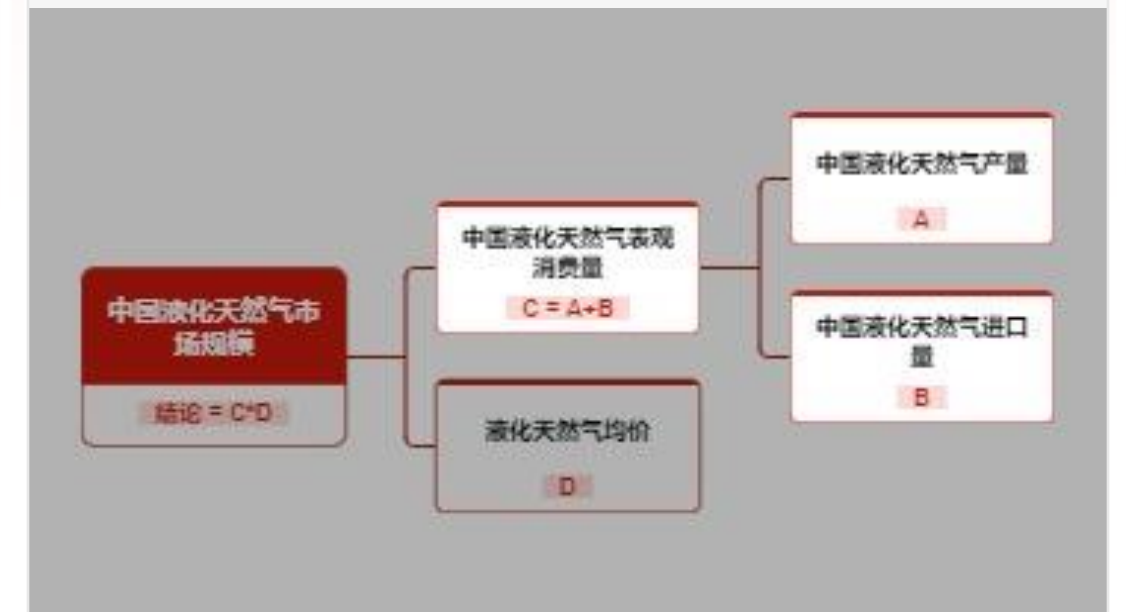 中国液化天然气产量
A
中国液化天然气表观
消费量
C = A+B
中国液化天然气市
场规模
结论 = C*D
中国液化天然气进口
量
B
液化天然气均价
D